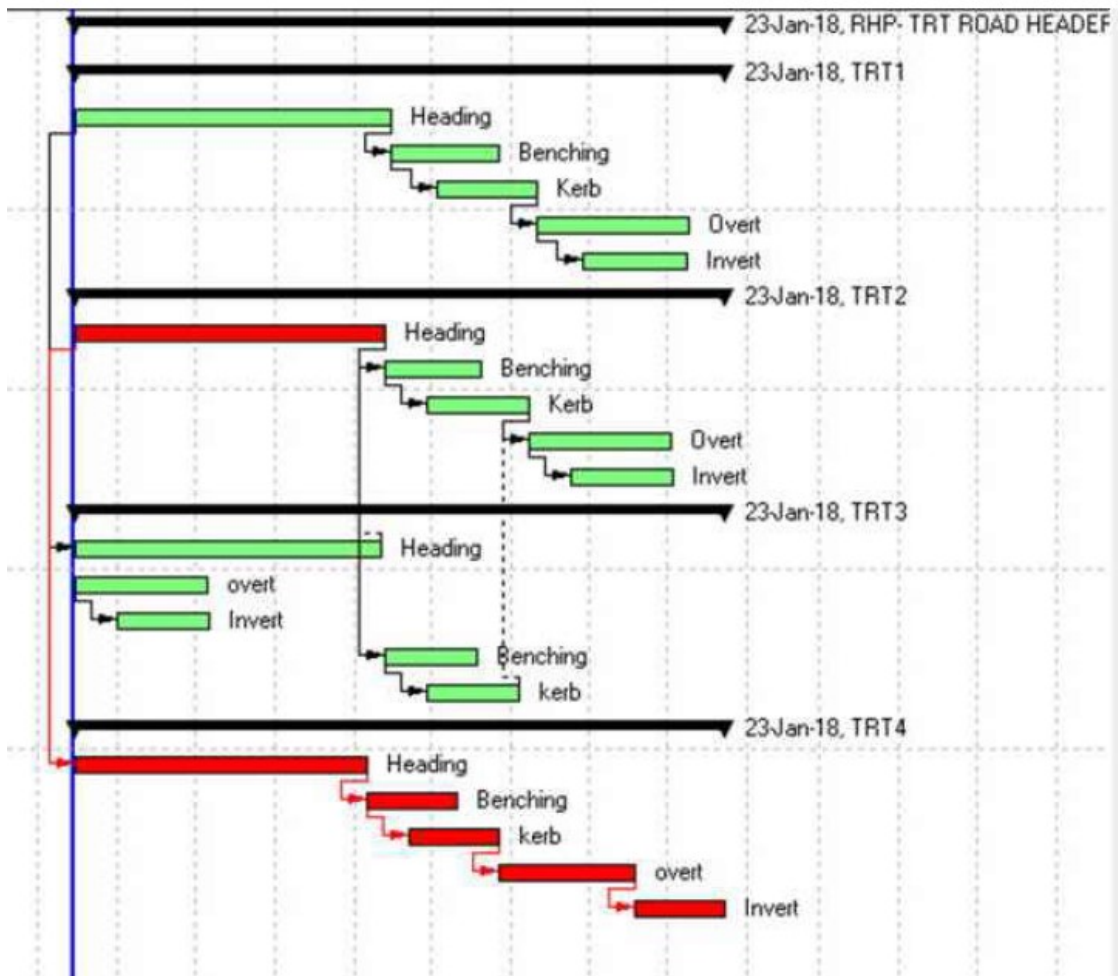 23-Jan-18, RHP- TRT ROAD HEADER
23-Jan-18, TRT1
Heading
Benching
Kerb
Overt
Invert
23-Jan-18, TRT2
Heading
Benching
Kerb
Overt
Invert
23-Jan-18, TRT3
Heading
overt
Invert
Benching
kerb
23-Jan-18, TRT4
Heading
Benching
kerb
overt
Invert